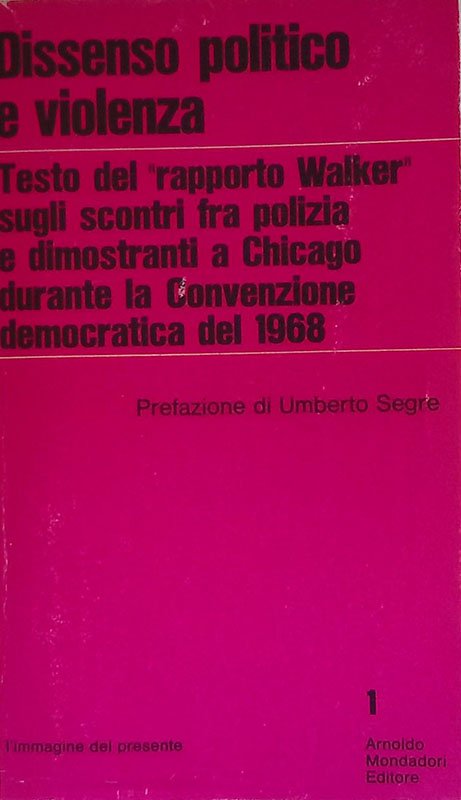 Dissenso politico
e violenza
Testo del "rapporto Walker"
sugli scontri fra polizia
e dimostranti a Chicago
durante la Convenzione
democratica del 1968
Prefazione di Umberto Segre
1
l'immagine del presente
Arnoldo
Mondadori
Editore